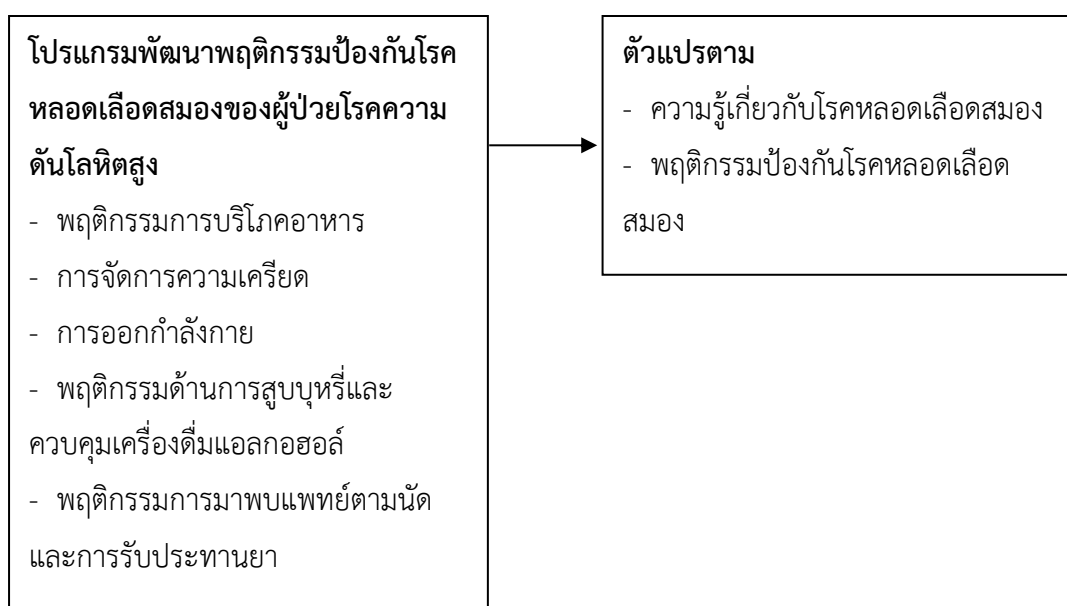 โปรแกรมพัฒนาพฤติกรรมป้องกันโรค
หลอดเลือดสมองของผู้ป่วยโรคความ
ดันโลหิตสูง
- พฤติกรรมการบริโภคอาหาร
- การจัดการความเครียด
- การออกกำลังกาย
- พฤติกรรมด้านการสูบบุหรี่และ
ควบคุมเครื่องดื่มแอลกอฮอล์
- พฤติกรรมการมาพบแพทย์ตามนัด
และการรับประทานยา
ตัวแปรตาม
- ความรู้เกี่ยวกับโรคหลอดเลือดสมอง
- พฤติกรรมป้องกันโรคหลอดเลือด
สมอง